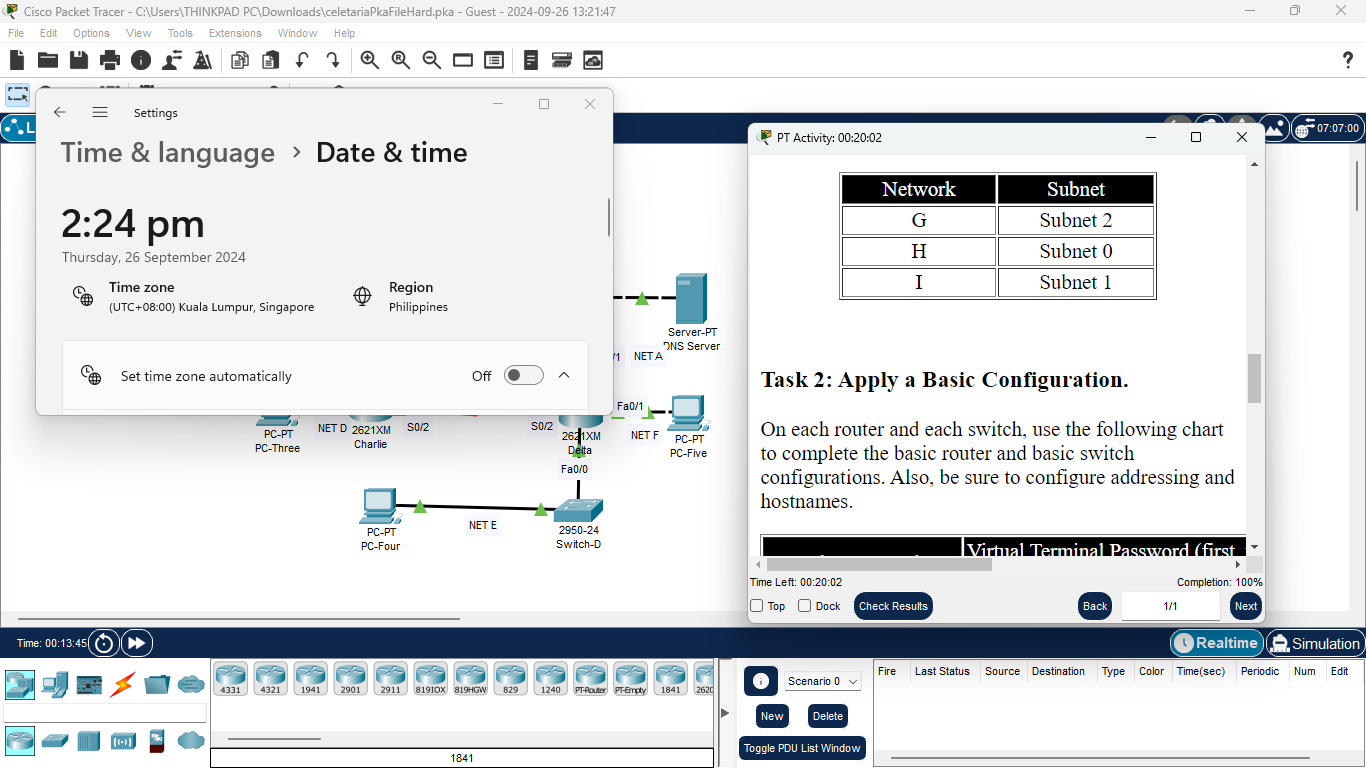 Cisco Packet Tracer - C:\Users\THINKPAD PC\Downloads\celetariaPkaFileHard.pka - Guest - 2024-09-26 13:21:47
File Edit Options View Tools Extensions Window Help
Settings
Time & language > Date & time
2:24 pm
Thursday, 26 September 2024
Time zone
(UTC+08:00) Kuala Lumpur, Singapore
Region
Philippines
Set time zone automatically
Off
07:07:00
PT Activity: 00:20:02
Network Subnet
G Subnet 2
H Subnet 0
I Subnet 1
Task 2: Apply a Basic Configuration.
On each router and each switch, use the following chart
to complete the basic router and basic switch
configurations. Also, be sure to configure addressing and
hostnames.
Virtual Terminal Password (first
Time Left: 00:20:02
Completion: 100%
Top Dock Check Results Back 1/1 Next
Server-PT
DNS Server
/1 NET A
Fa0/1
PC-PT
PC-Three
NET D
2621XM
Charlie
S0/2
S0/2
2621XM
Delta
NET F
PC-PT
PC-Five
Fa0/0
NET E
PC-PT
PC-Four
2950-24
Switch-D
Time: 00:13:45
Realtime
Simulation
4331 4321 1941 2901 2911 819IOX 819HGW 829 1240 PT-Router PT-Empty 1841 2620
1841
Scenario 0
New Delete
Toggle PDU List Window
Fire Last Status Source Destination Type Color Time(sec) Periodic Num Edit